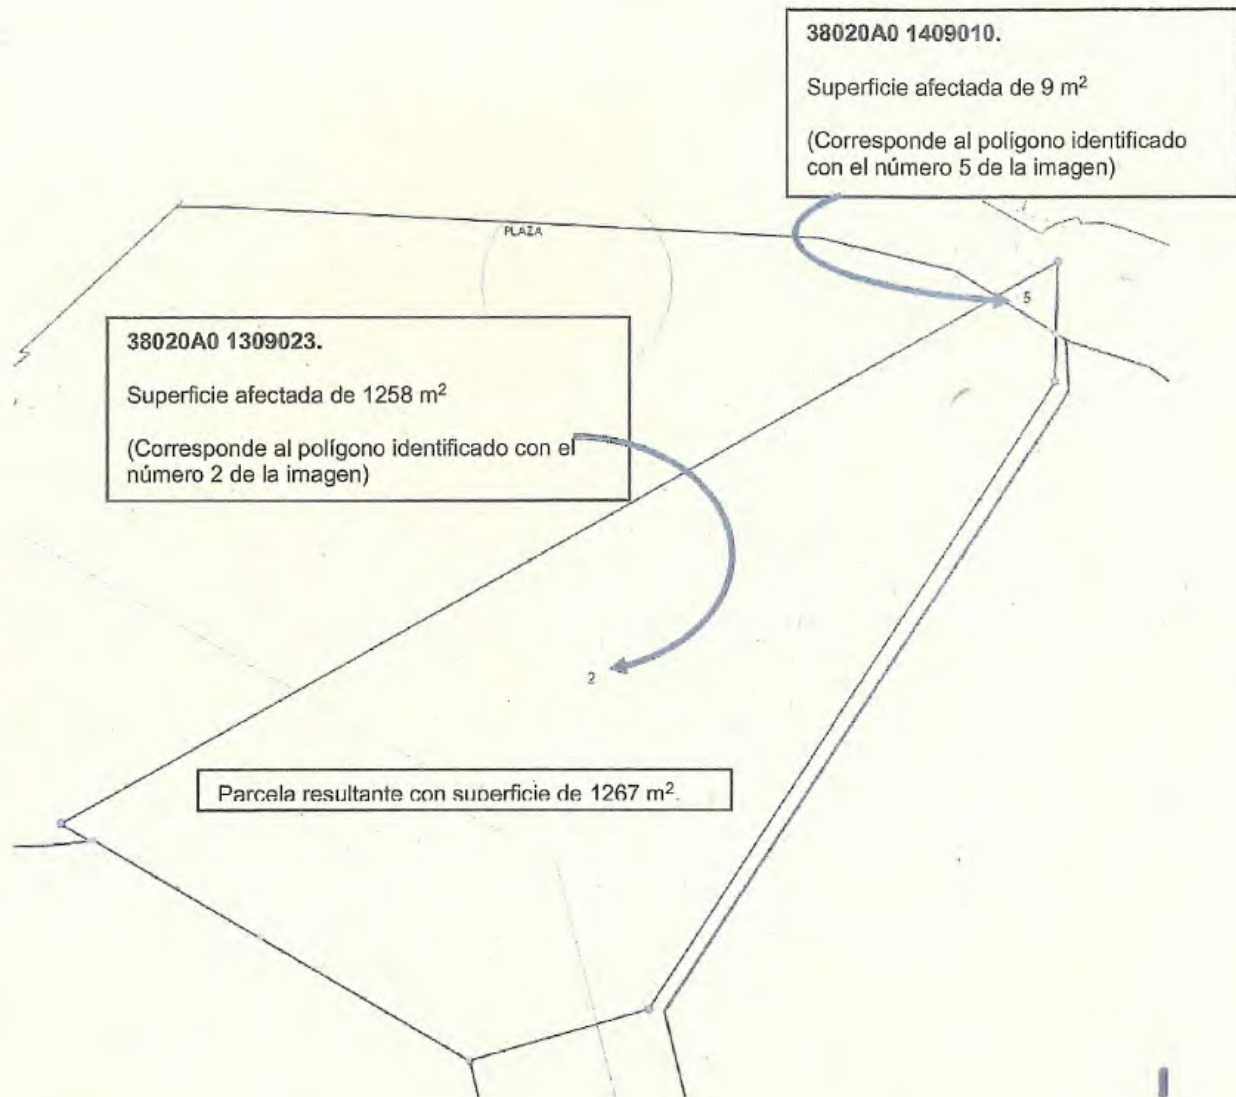 38020A0 1409010.
Superficie afectada de 9 m²
(Corresponde al polígono identificado
con el número 5 de la imagen)
PLAZA
5
38020A0 1309023.
Superficie afectada de 1258 m²
(Corresponde al polígono identificado con el
número 2 de la imagen)
2
Parcela resultante con superficie de 1267 m².